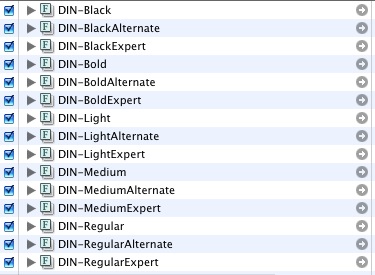 DIN-Black
DIN-BlackAlternate
DIN-BlackExpert
DIN-Bold
DIN-BoldAlternate
DIN-BoldExpert
DIN-Light
DIN-LightAlternate
DIN-LightExpert
DIN-Medium
DIN-MediumAlternate
DIN-MediumExpert
DIN-Regular
DIN-RegularAlternate
DIN-RegularExpert